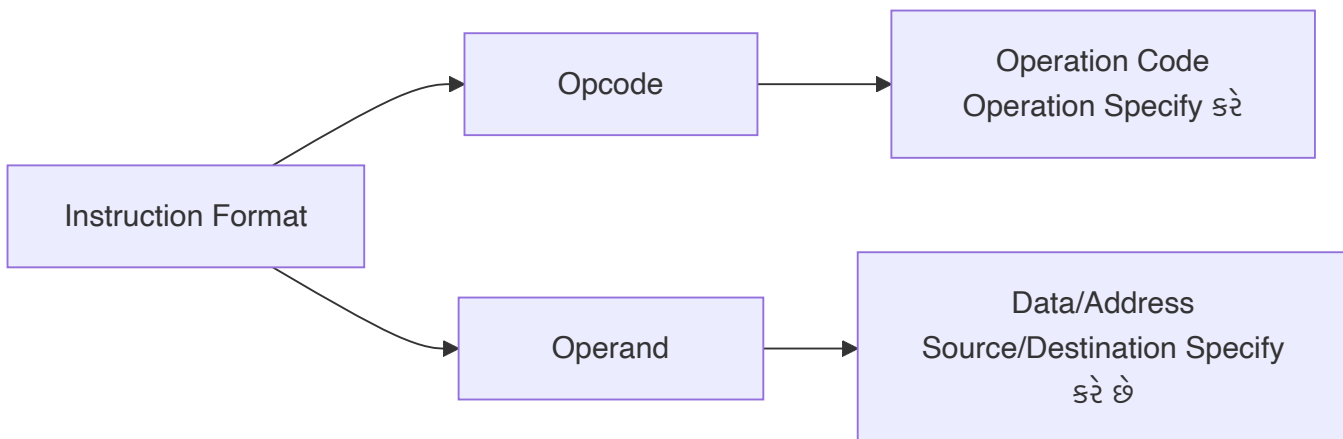 Instruction Format
Opcode
Operation Code
Operation Specify કરે
Operand
Data/Address
Source/Destination Specify
કરે છે